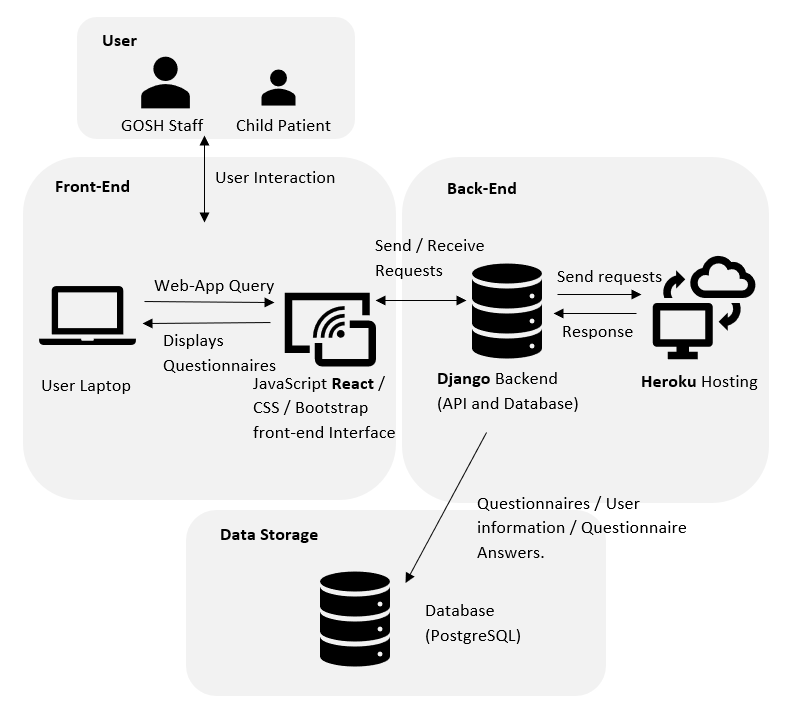 User
GOSH Staff
Child Patient
User Interaction
Front-End
Web-App Query
Displays
Questionnaires
User Laptop
JavaScript React /
CSS / Bootstrap
front-end Interface
Back-End
Send / Receive
Requests
Send requests
Response
Django Backend
(API and Database)
Heroku Hosting
Questionnaires / User
information / Questionnaire
Answers.
Data Storage
Database
(PostgreSQL)